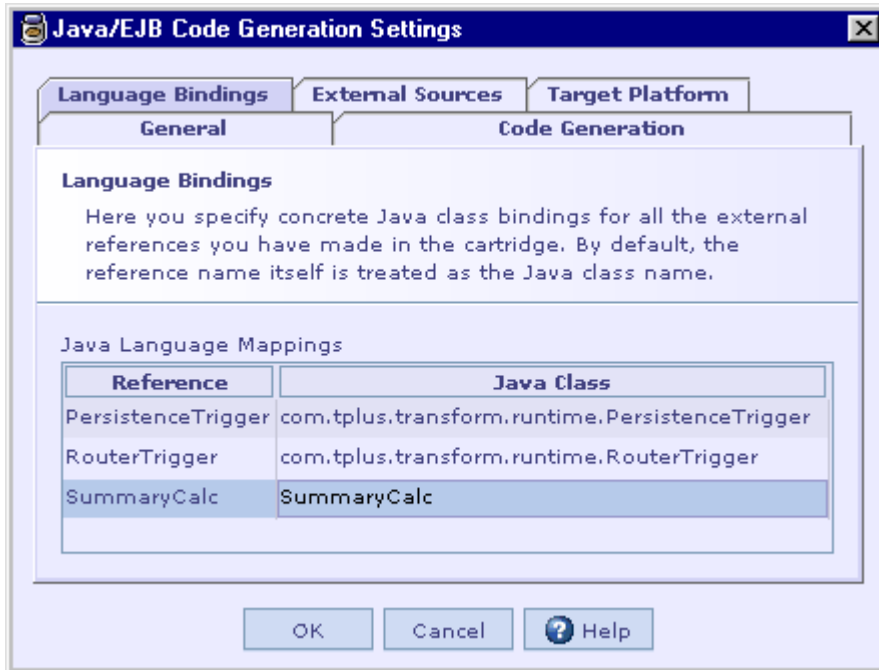 Java/EJB Code Generation Settings
Language Bindings External Sources Target Platform
General Code Generation
Language Bindings
Here you specify concrete Java class bindings for all the external
references you have made in the cartridge. By default, the
reference name itself is treated as the Java class name.
Java Language Mappings
Reference Java Class
PersistenceTrigger com.tplus.transform.runtime.PersistenceTrigger
RouterTrigger com.tplus.transform.runtime.RouterTrigger
SummaryCalc SummaryCalc
OK Cancel ? Help